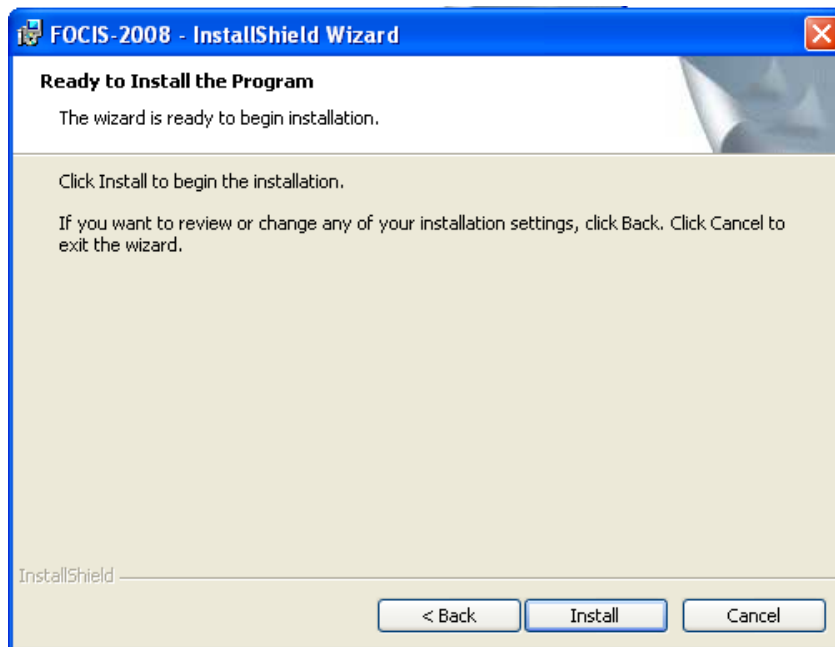 FOCIS-2008 - InstallShield Wizard
Ready to Install the Program
The wizard is ready to begin installation.
Click Install to begin the installation.
If you want to review or change any of your installation settings, click Back. Click Cancel to
exit the wizard.
InstallShield
< Back Install Cancel